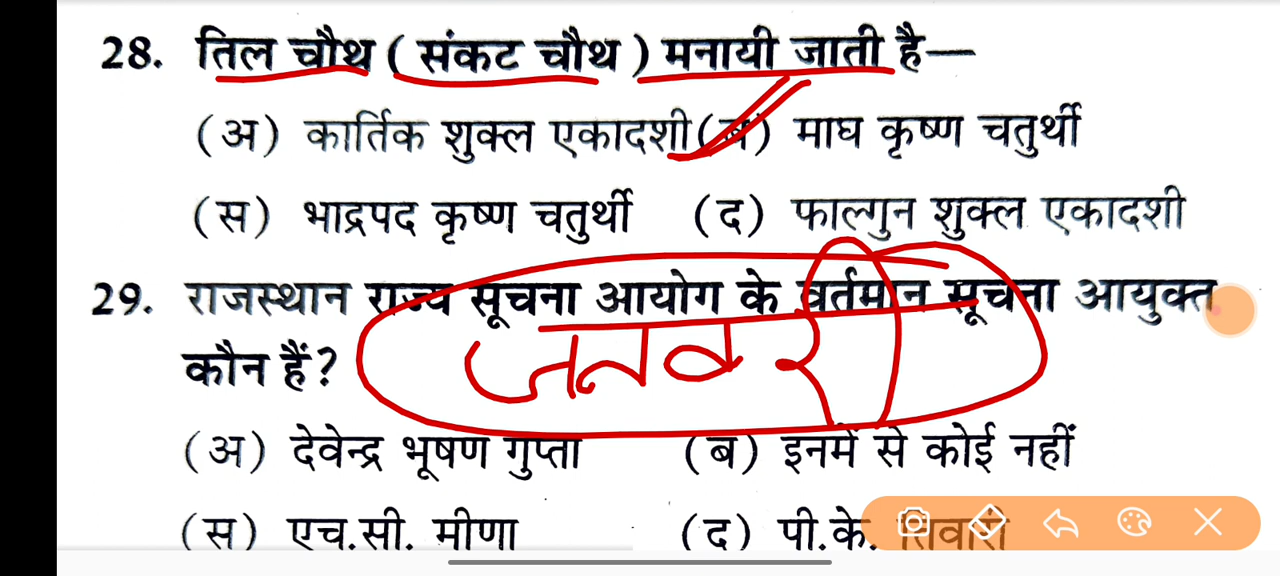 28. तिल चौथ ( संकट चौथ ) मनायी जाती है—
(अ) कार्तिक शुक्ल एकादशी (ब) माघ कृष्ण चतुर्थी
(स) भाद्रपद कृष्ण चतुर्थी (द) फाल्गुन शुक्ल एकादशी
29. राजस्थान राज्य सूचना आयोग के वर्तमान सूचना आयुक्त
जनवरी
कौन हैं?
(अ) देवेन्द्र भूषण गुप्ता (ब) इनमें से कोई नहीं
(स) एच.सी. मीणा (द) पी.के. तिवारी